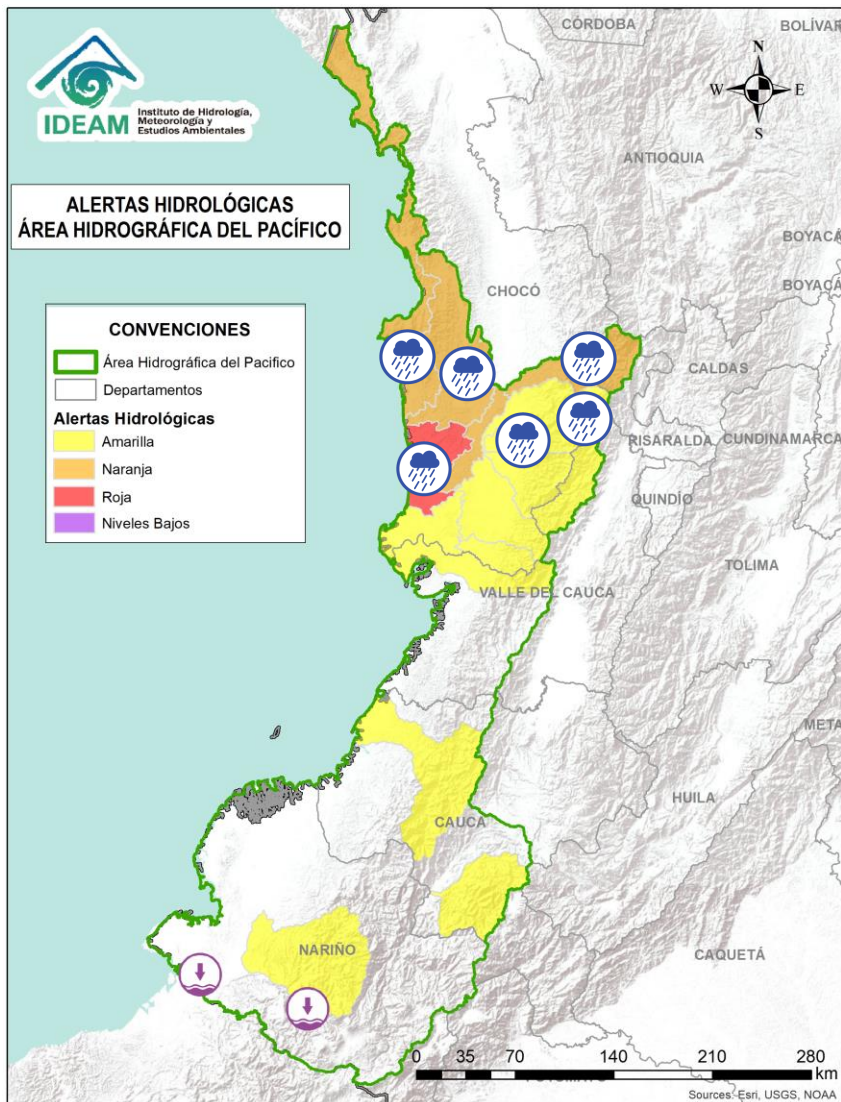 CÓRDOBA
BOLÍVAR
IDEAM
Instituto de Hidrología,
Meteorología y
Estudios Ambientales
N
W E
S
ANTIOQUIA
ALERTAS HIDROLÓGICAS
ÁREA HIDROGRÁFICA DEL PACÍFICO
BOYACÁ
BOYACÁ
CHOCÓ
CONVENCIONES
Área Hidrográfica del Pacifico
Departamentos
Alertas Hidrológicas
Amarilla
Naranja
Roja
Niveles Bajos
CALDAS
RISARALDA
CUNDINAMARCA
QUINDÍO
TOLIMA
VALLE DEL CAUCA
META
HUILA
CAUCA
NARIÑO
CAQUETÁ
0 35 70 140 210 280
km
Sources: Esri, USGS, NOAA